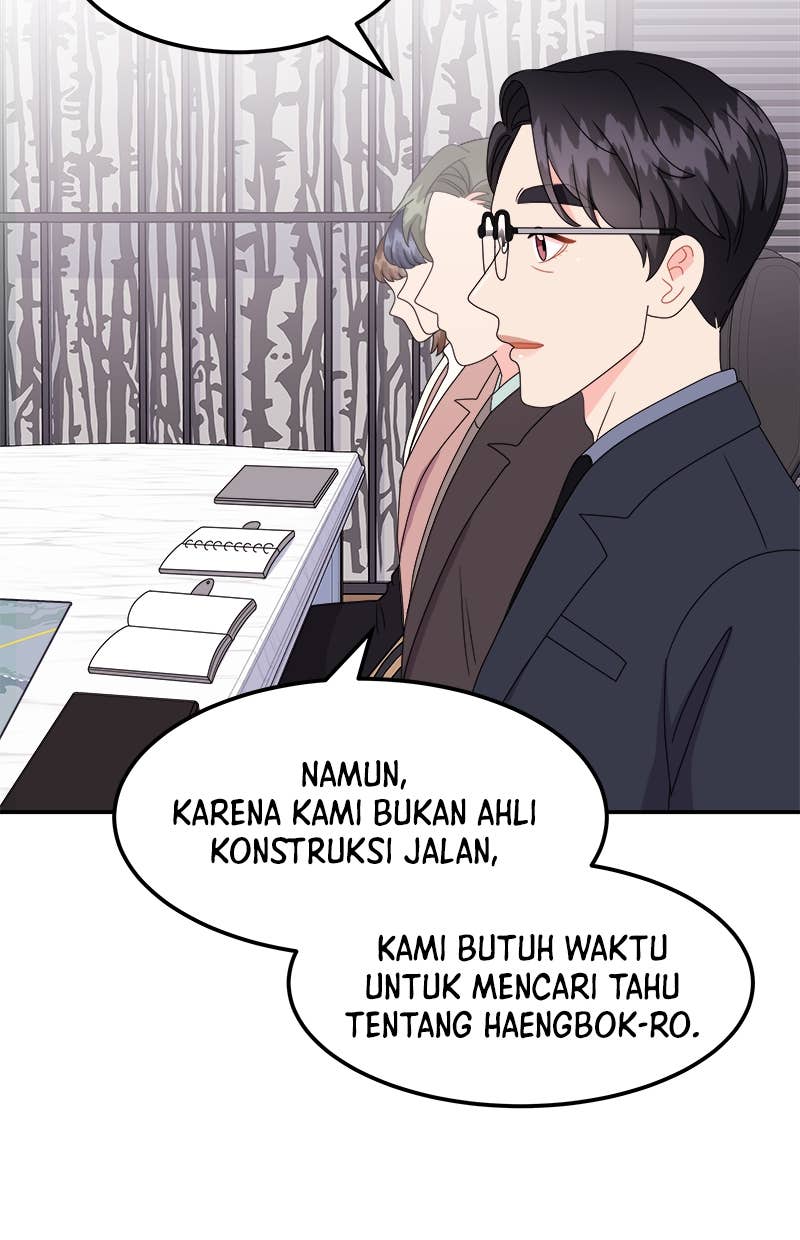 NAMUN,
KARENA KAMI BUKAN AHLI
KONSTRUKSI JALAN,
KAMI BUTUH WAKTU
UNTUK MENCARI TAHU
TENTANG HAENGBOK-RO.